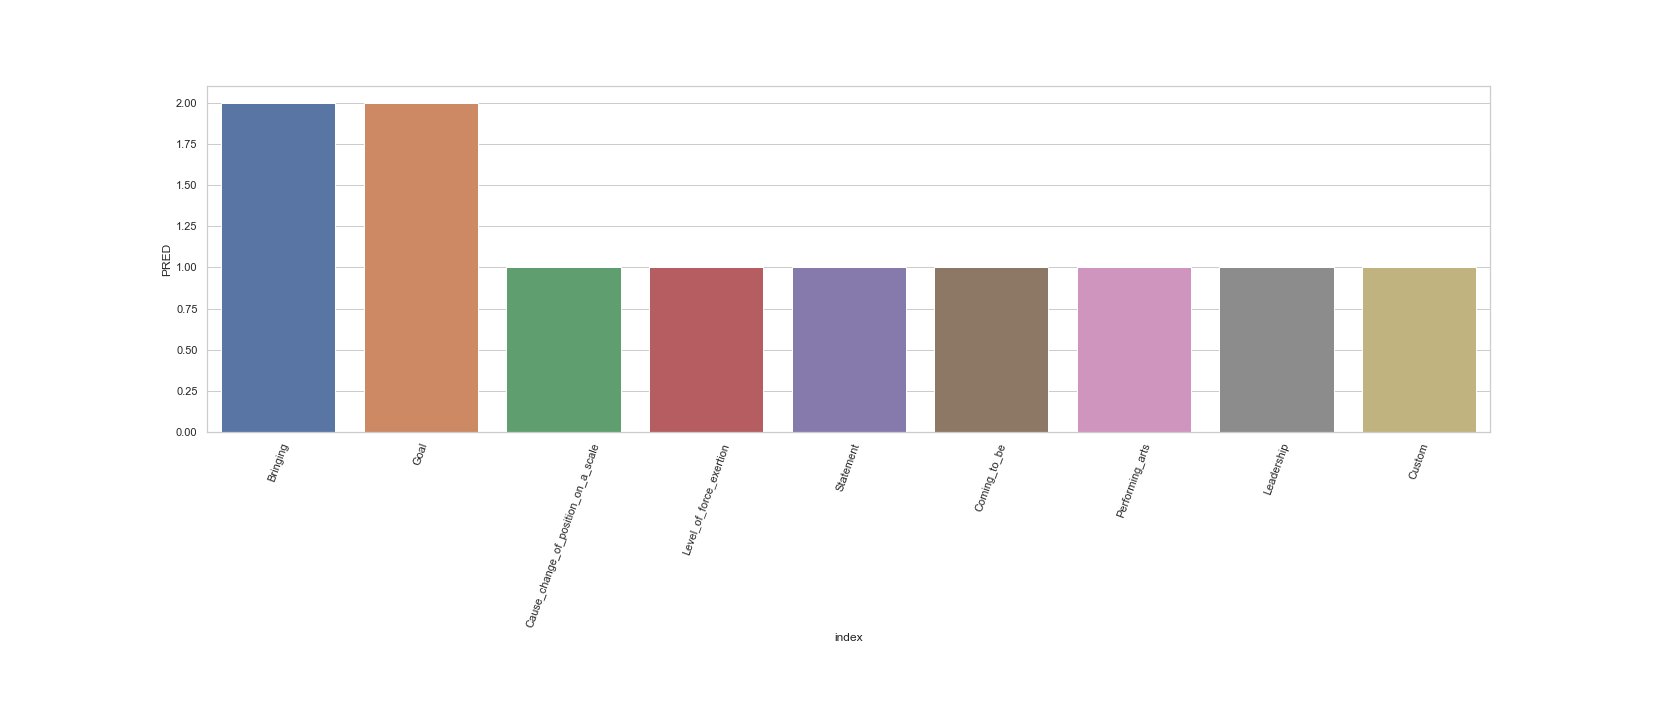 2.00
1.75
1.50
1.25
1.00
0.75
0.50
0.25
0.00
PRED
Bringing
Goal
Cause_change_of_position_on_a_scale
Level_of_force_exertion
Statement
Coming_to_be
Performing_arts
Leadership
Custom
index